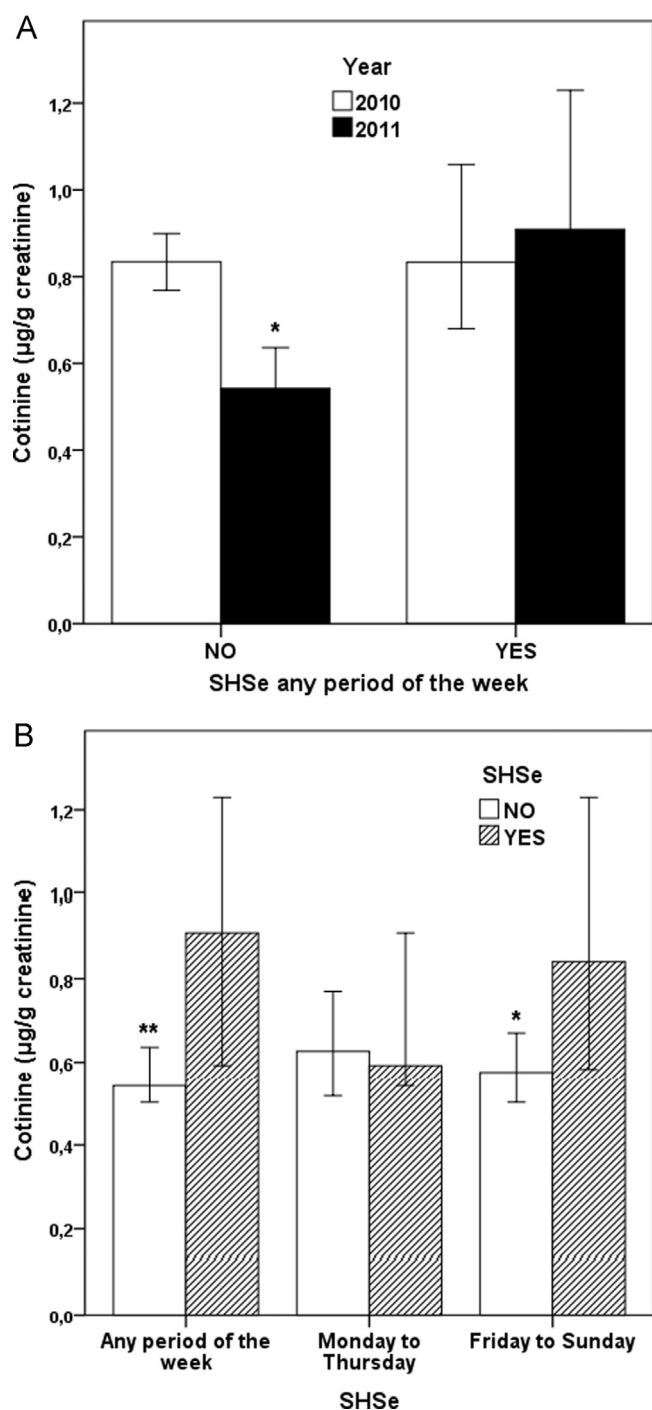 A
Year
2010
2011
Cotinine (µg/g creatinine)
1,2
1,0
0,8
0,6
0,4
0,2
0,0
*
NO
YES
SHSe any period of the week
B
SHSe
NO
YES
Cotinine (µg/g creatinine)
1,2
1,0
0,8
0,6
0,4
0,2
0,0
**
*
Any period of the
week
Monday to
Thursday
Friday to Sunday
SHSe